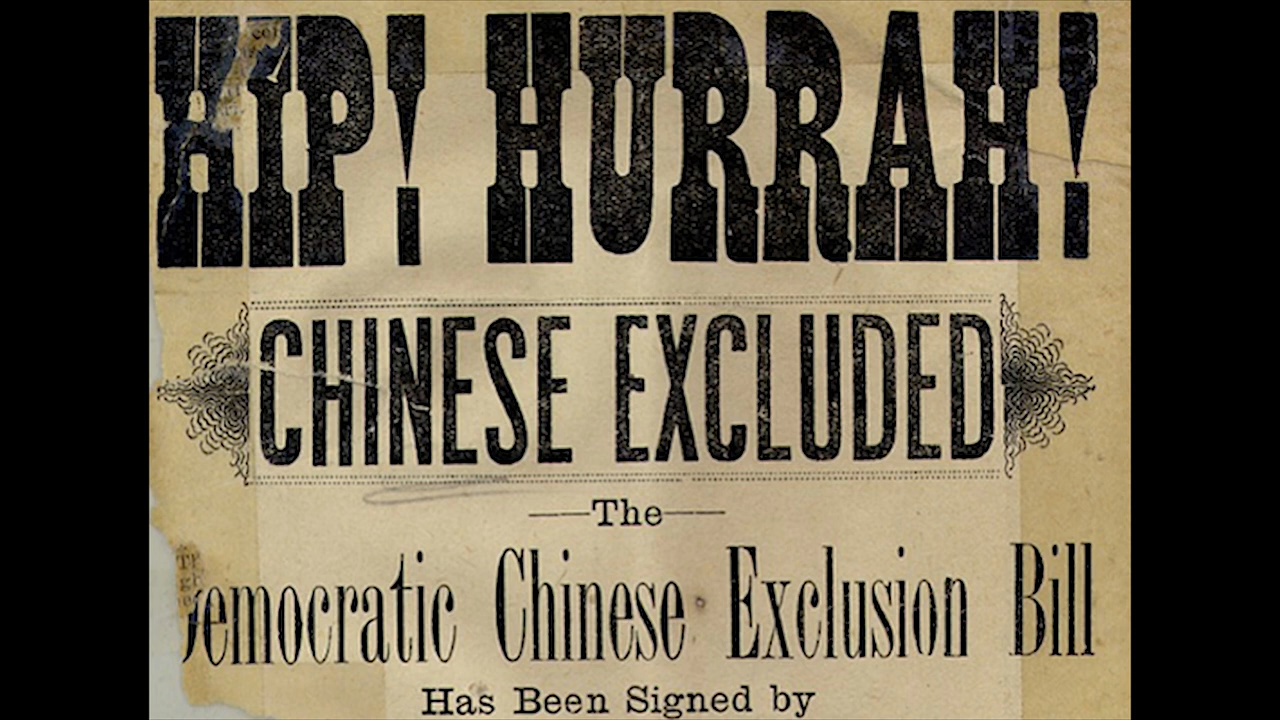 HIP! HURRAH!
CHINESE EXCLUDED
The
Democratic Chinese Exclusion Bill
Has Been Signed by